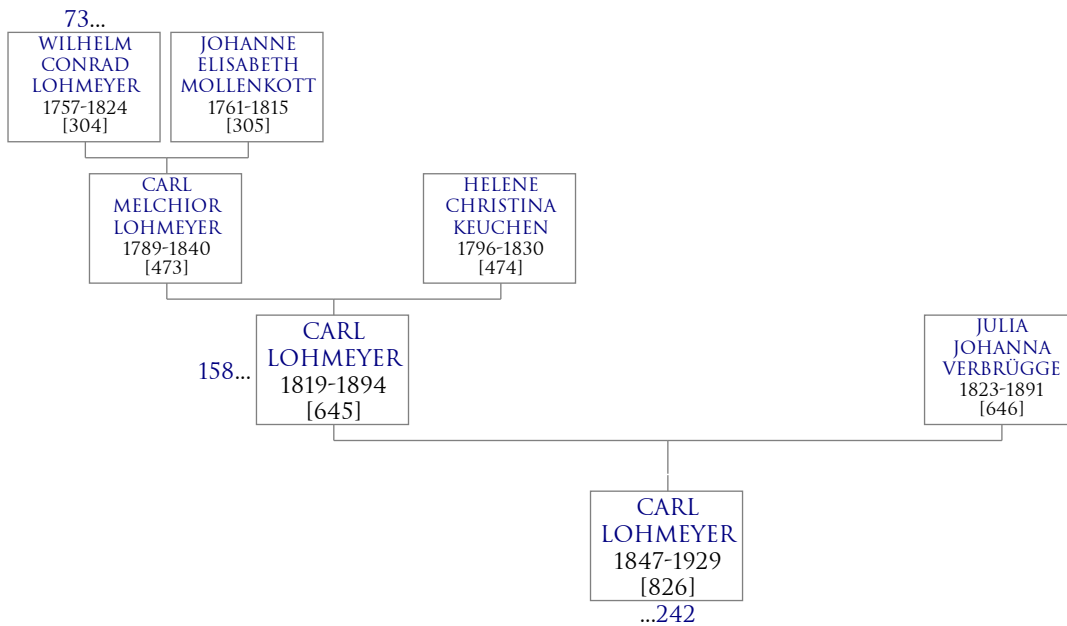 73...
WILHELM
CONRAD
LOHMEYER
1757-1824
[304]
JOHANNE
ELISABETH
MOLLENKOTT
1761-1815
[305]
CARL
MELCHIOR
LOHMEYER
1789-1840
[473]
HELENE
CHRISTINA
KEUCHEN
1796-1830
[474]
158...
CARL
LOHMEYER
1819-1894
[645]
JULIA
JOHANNA
VERBRÜGGE
1823-1891
[646]
CARL
LOHMEYER
1847-1929
[826]
...242